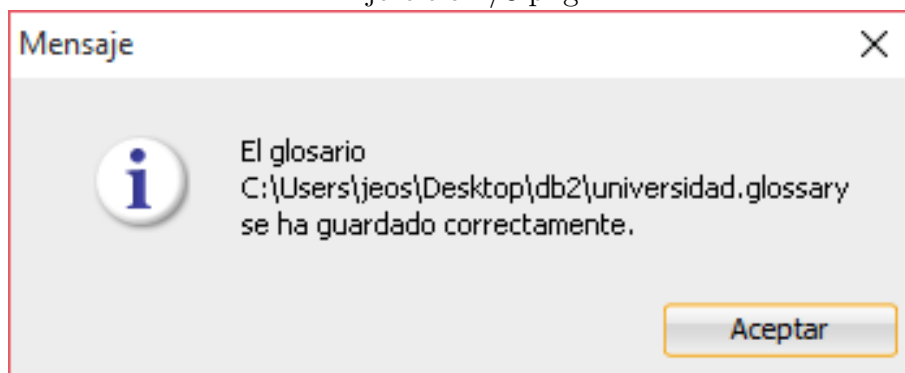 Mensaje
El glosario
C:\Users\jeos\Desktop\db2\universidad.glossary
se ha guardado correctamente.
Aceptar